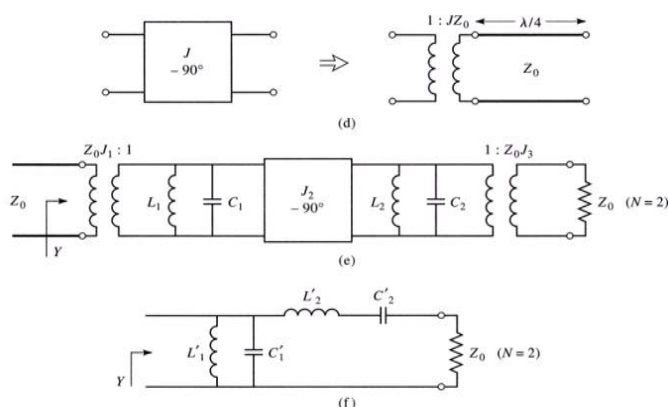 1 : JZ₀
λ/4
J
– 90°
Z₀
(d)
Z₀J₁ : 1
1 : Z₀J₃
Z₀
Y
L₁
C₁
J₂
– 90°
L₂
C₂
Z₀ (N = 2)
(e)
L′₂
C′₂
Y
L′₁
C′₁
Z₀ (N = 2)
(f)